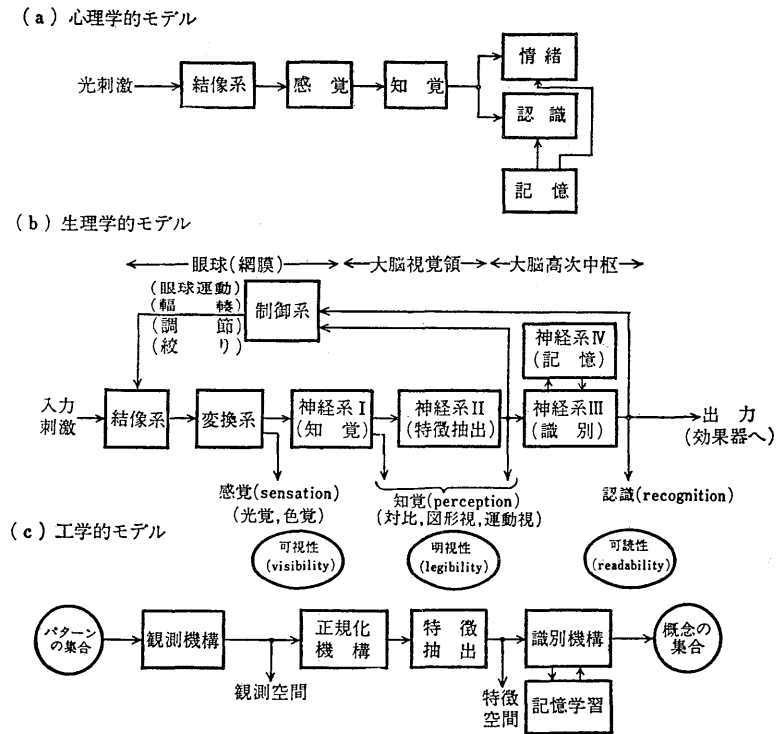 (a) 心理学的モデル
光刺激
結像系
感覚
知覚
情緒
認識
記憶
(b) 生理学的モデル
眼球(網膜)
大脳視覚領
大脳高次中枢
(眼球運動)
(輻輳)
(調節)
(絞り)
制御系
神経系Ⅳ
(記憶)
入力
刺激
結像系
変換系
神経系Ⅰ
(知覚)
神経系Ⅱ
(特徴抽出)
神経系Ⅲ
(識別)
出力
(効果器へ)
感覚(sensation)
(光覚,色覚)
知覚(perception)
(対比,図形視,運動視)
認識(recognition)
(c) 工学的モデル
可視性
(visibility)
明視性
(legibility)
可読性
(readability)
パターン
の集合
観測機構
正規化
機構
特徴
抽出
識別機構
概念の
集合
観測空間
特徴
空間
記憶学習